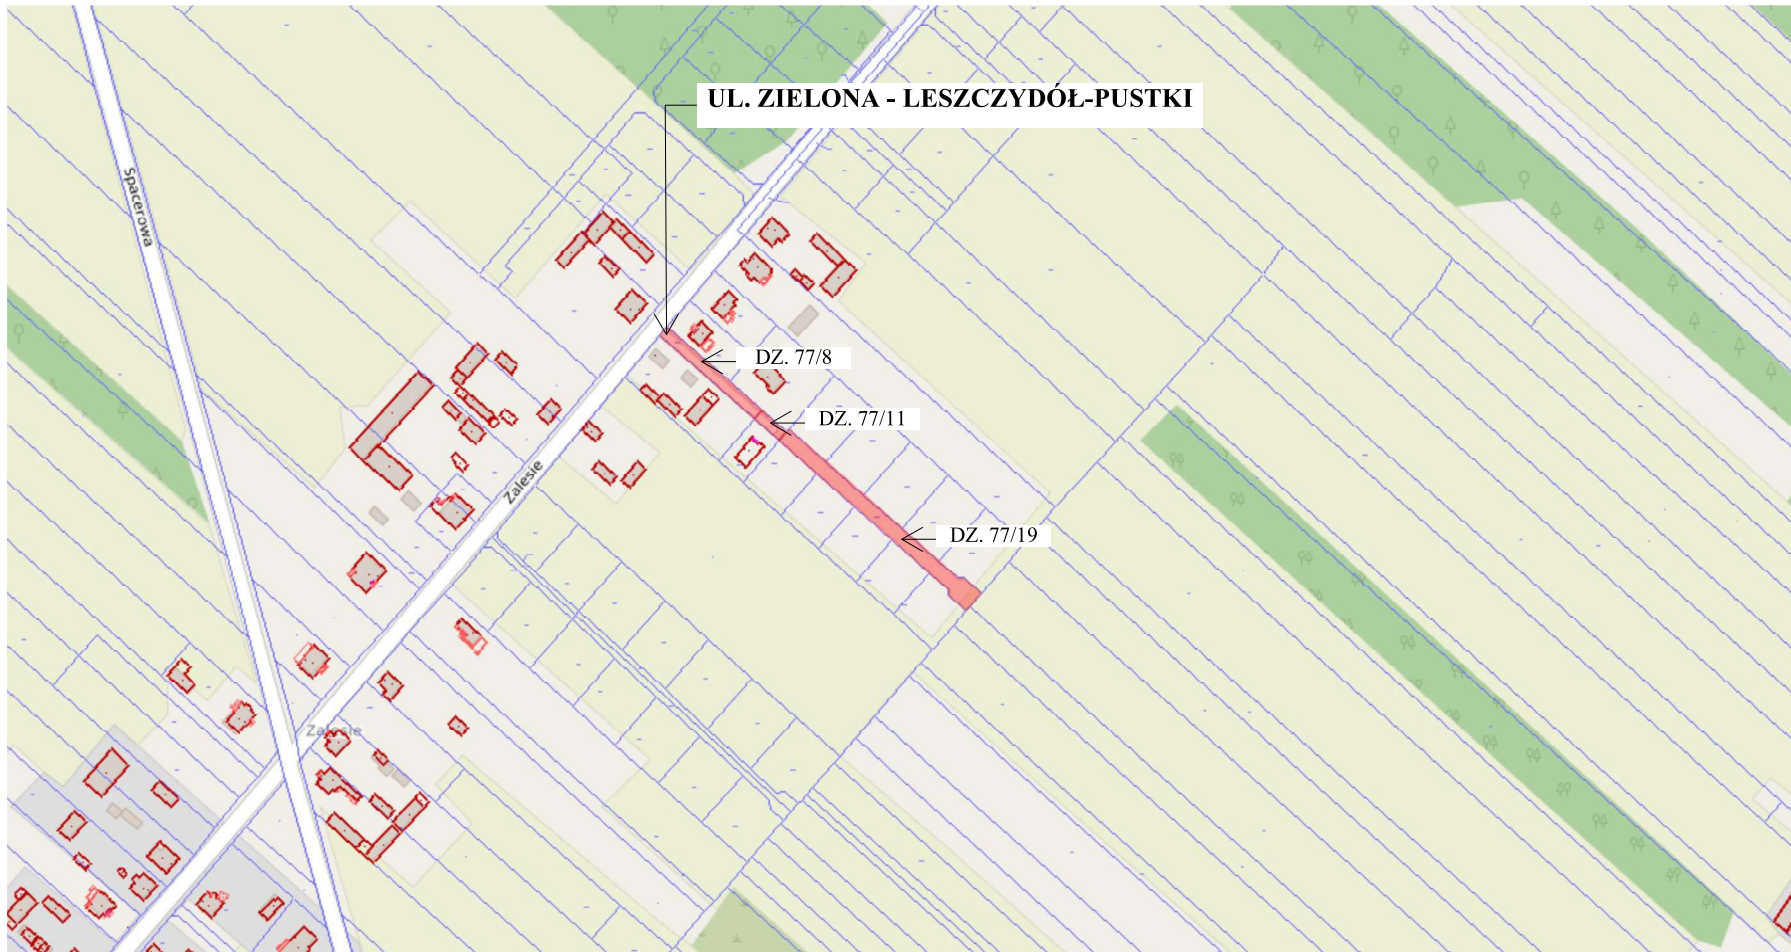 UL. ZIELONA - LESZCZYDÓŁ-PUSTKI
Spacerowa
DZ. 77/8
DZ. 77/11
Zalesie
DZ. 77/19
Zalesie